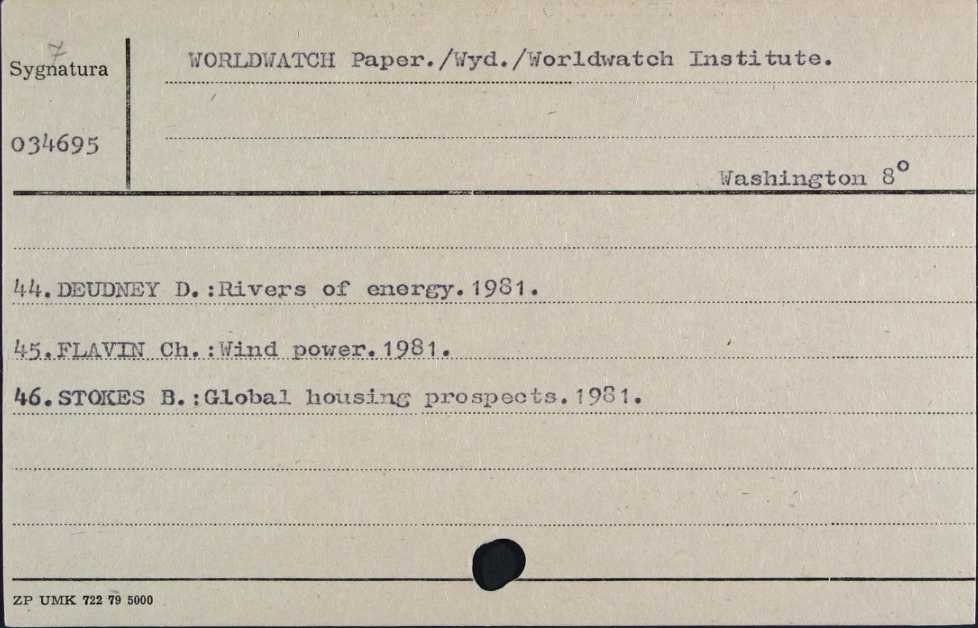 7
Sygnatura
WORLDWATCH Paper./Wyd./Worldwatch Institute.
034695
Washington 8°
44.DEUDNEY D.:Rivers of energy.1981.
45.FLAVIN Ch.:Wind power.1981.
46.STOKES B.:Global housing prospects.1981.
ZP UMK 722 79 5000